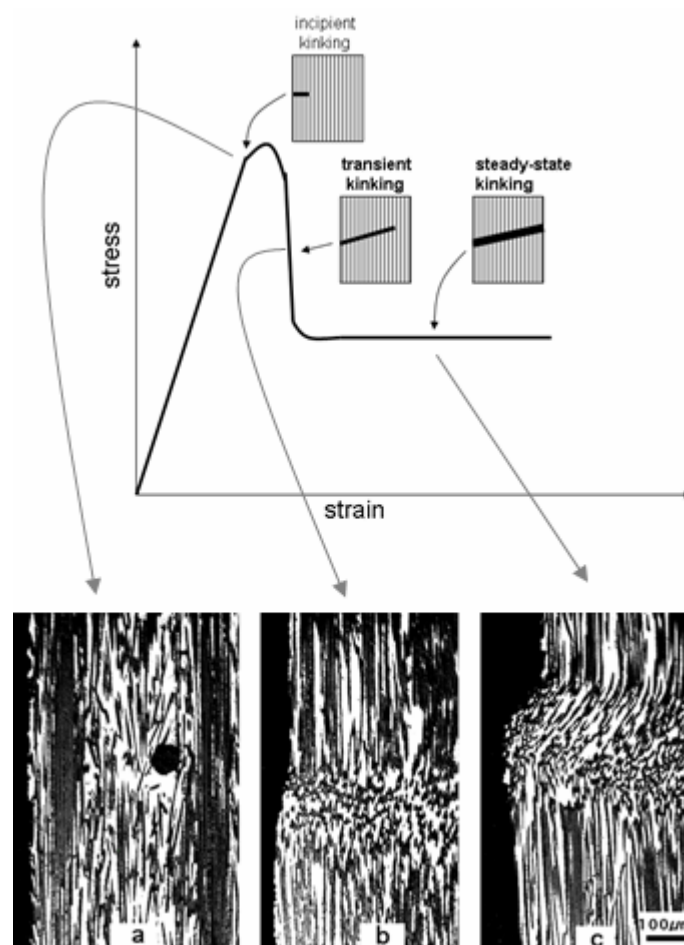 incipient
kinking
transient
kinking
steady-state
kinking
stress
strain
a
b
c
100µm